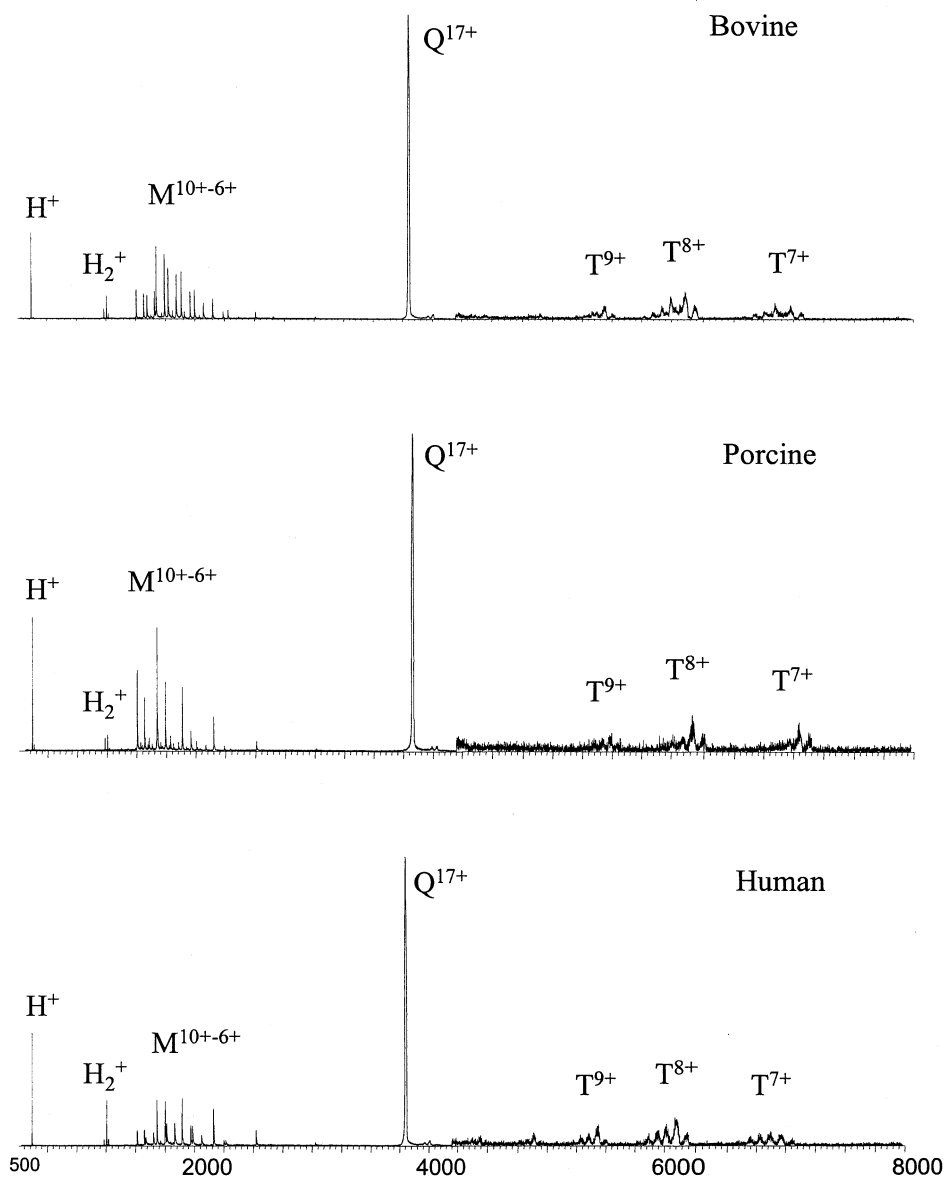 Bovine
Q17+
M10+-6+
H+
H2+
T9+
T8+
T7+
Porcine
Q17+
M10+-6+
H+
H2+
T9+
T8+
T7+
Human
Q17+
H+
M10+-6+
H2+
T9+
T8+
T7+
500 2000 4000 6000 8000